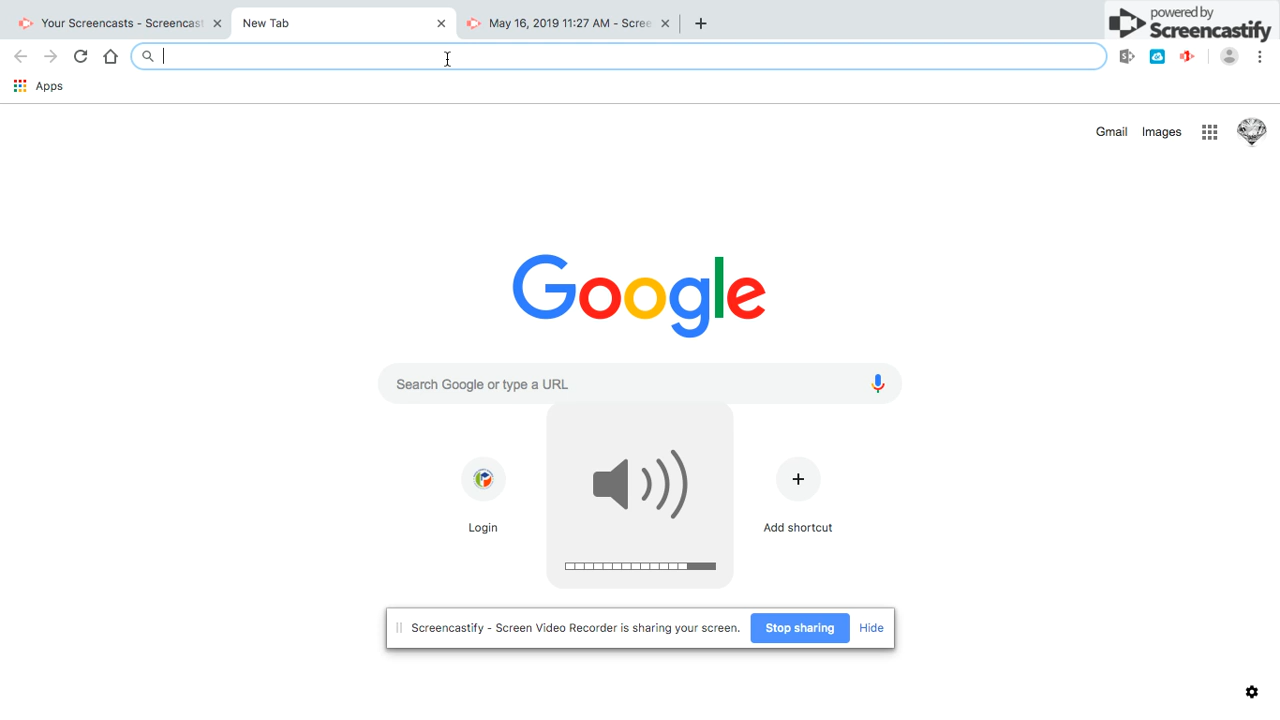 Your Screencasts - Screencast
New Tab
May 16, 2019 11:27 AM - Scree
powered by
Screencastify
Apps
Gmail
Images
Google
Search Google or type a URL
Login
Add shortcut
Screencastify - Screen Video Recorder is sharing your screen.
Stop sharing
Hide